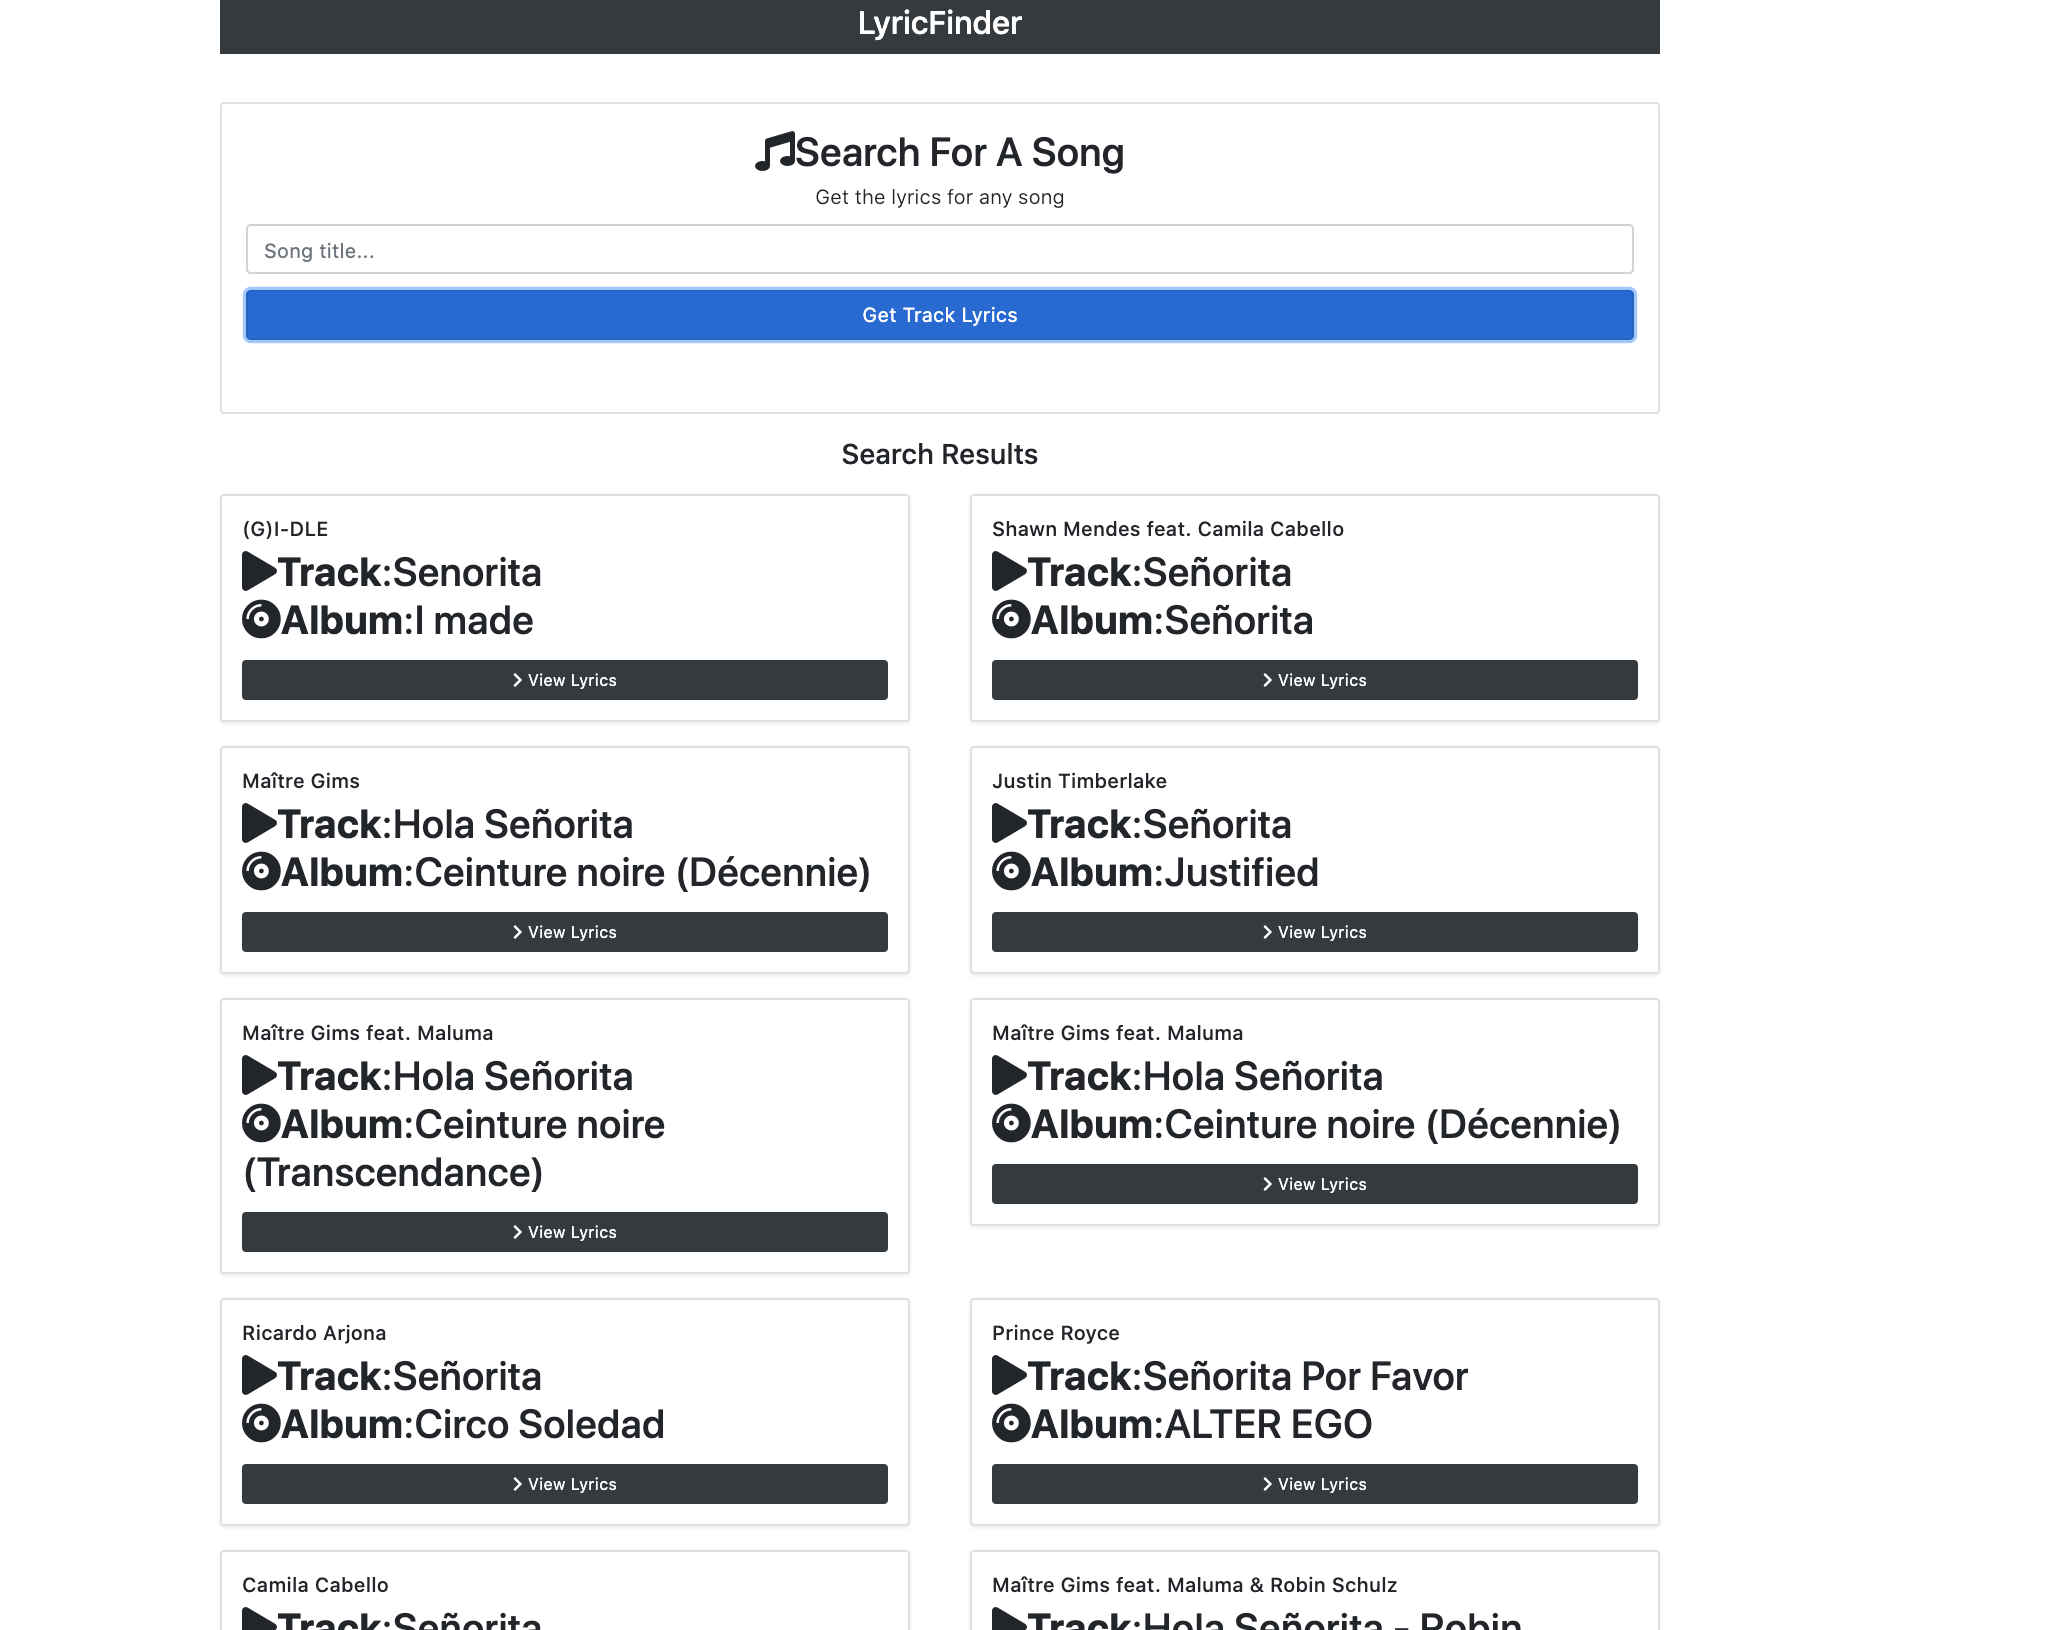 LyricFinder
Search For A Song
Get the lyrics for any song
Song title...
Get Track Lyrics
Search Results
(G)I-DLE
Track:Senorita
Album:I made
View Lyrics
Shawn Mendes feat. Camila Cabello
Track:Señorita
Album:Señorita
View Lyrics
Maître Gims
Track:Hola Señorita
Album:Ceinture noire (Décennie)
View Lyrics
Justin Timberlake
Track:Señorita
Album:Justified
View Lyrics
Maître Gims feat. Maluma
Track:Hola Señorita
Album:Ceinture noire
(Transcendance)
View Lyrics
Maître Gims feat. Maluma
Track:Hola Señorita
Album:Ceinture noire (Décennie)
View Lyrics
Ricardo Arjona
Track:Señorita
Album:Circo Soledad
View Lyrics
Prince Royce
Track:Señorita Por Favor
Album:ALTER EGO
View Lyrics
Camila Cabello
Track:Señorita
Maître Gims feat. Maluma & Robin Schulz
Track:Hola Señorita - Robin